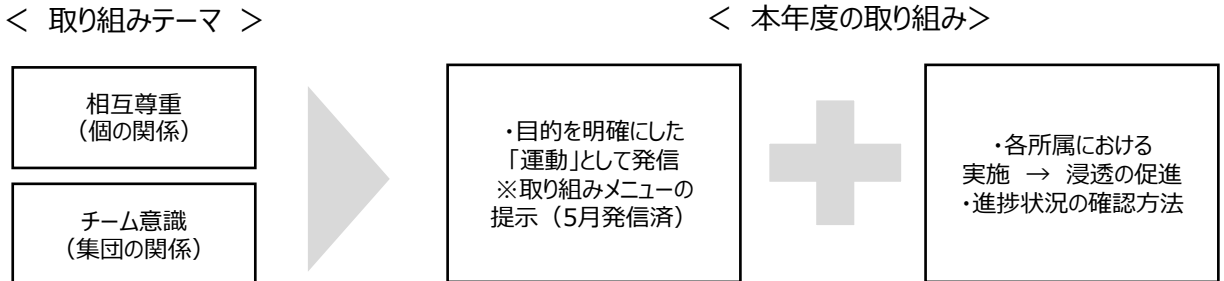 ＜ 取り組みテーマ ＞
＜ 本年度の取り組み＞
相互尊重
（個の関係）
チーム意識
（集団の関係）
・目的を明確にした
「運動」として発信
※取り組みメニューの
提示（5月発信済）
・各所属における
実施 → 浸透の促進
・進捗状況の確認方法